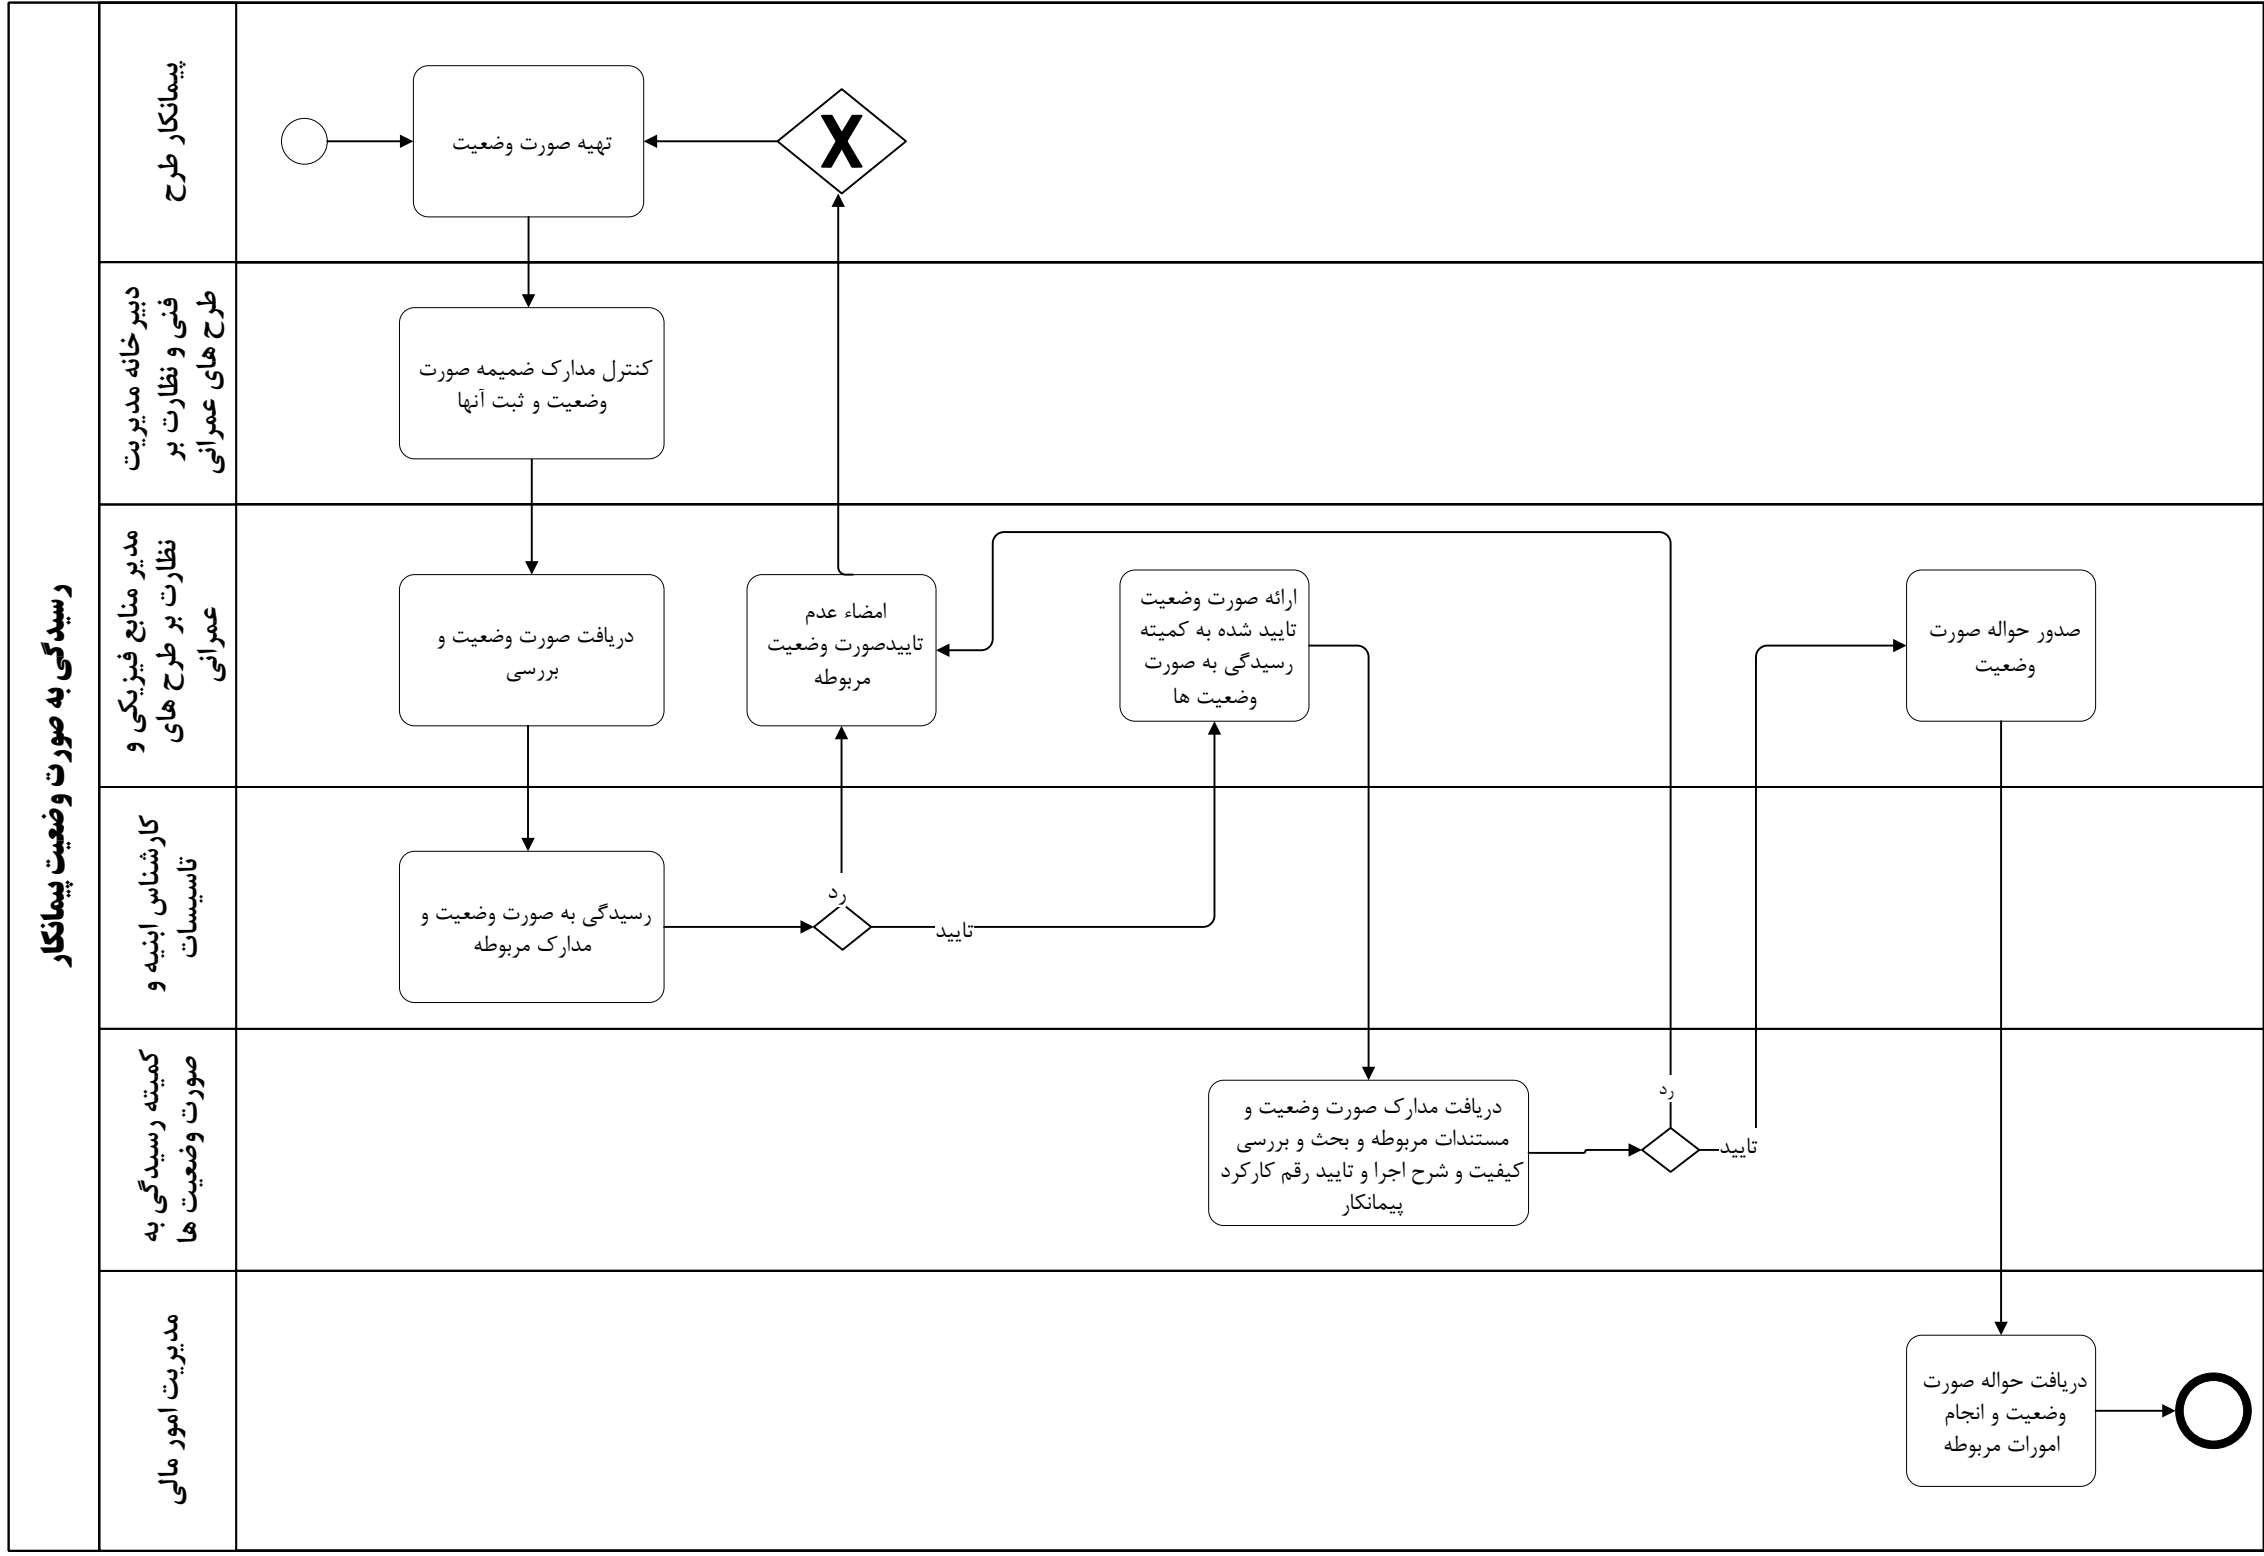 رسیدگی به صورت وضعیت پیمانکار
پیمانکار طرح
تهیه صورت وضعیت
X
دبیرخانه مدیریت
فنی و نظارت بر
طرح های عمرانی
کنترل مدارک ضمیمه صورت
وضعیت و ثبت آنها
مدیر منابع فیزیکی و
نظارت بر طرح های
عمرانی
دریافت صورت وضعیت و
بررسی
امضاء عدم
تاییدصورت وضعیت
مربوطه
ارائه صورت وضعیت
تایید شده به کمیته
رسیدگی به صورت
وضعیت ها
صدور حواله صورت
وضعیت
کارشناس ابنیه و
تاسیسات
رسیدگی به صورت وضعیت و
مدارک مربوطه
رد
تایید
کمیته رسیدگی به
صورت وضعیت ها
دریافت مدارک صورت وضعیت و
مستندات مربوطه و بحث و بررسی
کیفیت و شرح اجرا و تایید رقم کارکرد
پیمانکار
رد
تایید
مدیریت امور مالی
دریافت حواله صورت
وضعیت و انجام
امورات مربوطه